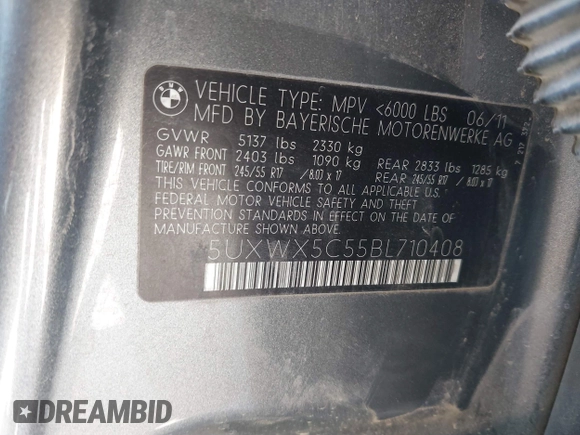 BMW
VEHICLE TYPE: MPV <6000 LBS 06/11
MFD BY BAYERISCHE MOTORENWERKE AG
GVWR 5137 lbs 2330 kg
GAWR FRONT 2403 lbs 1090 kg REAR 2833 lbs 1285 kg
TIRE/RIM FRONT 245/55 R17 / 8.0J x 17 REAR 245/55 R17 / 8.0J x 17
THIS VEHICLE CONFORMS TO ALL APPLICABLE U.S.
FEDERAL MOTOR VEHICLE SAFETY AND THEFT
PREVENTION STANDARDS IN EFFECT ON THE DATE OF
MANUFACTURE SHOWN ABOVE.
5UXWX5C55BL710408
DREAMBID